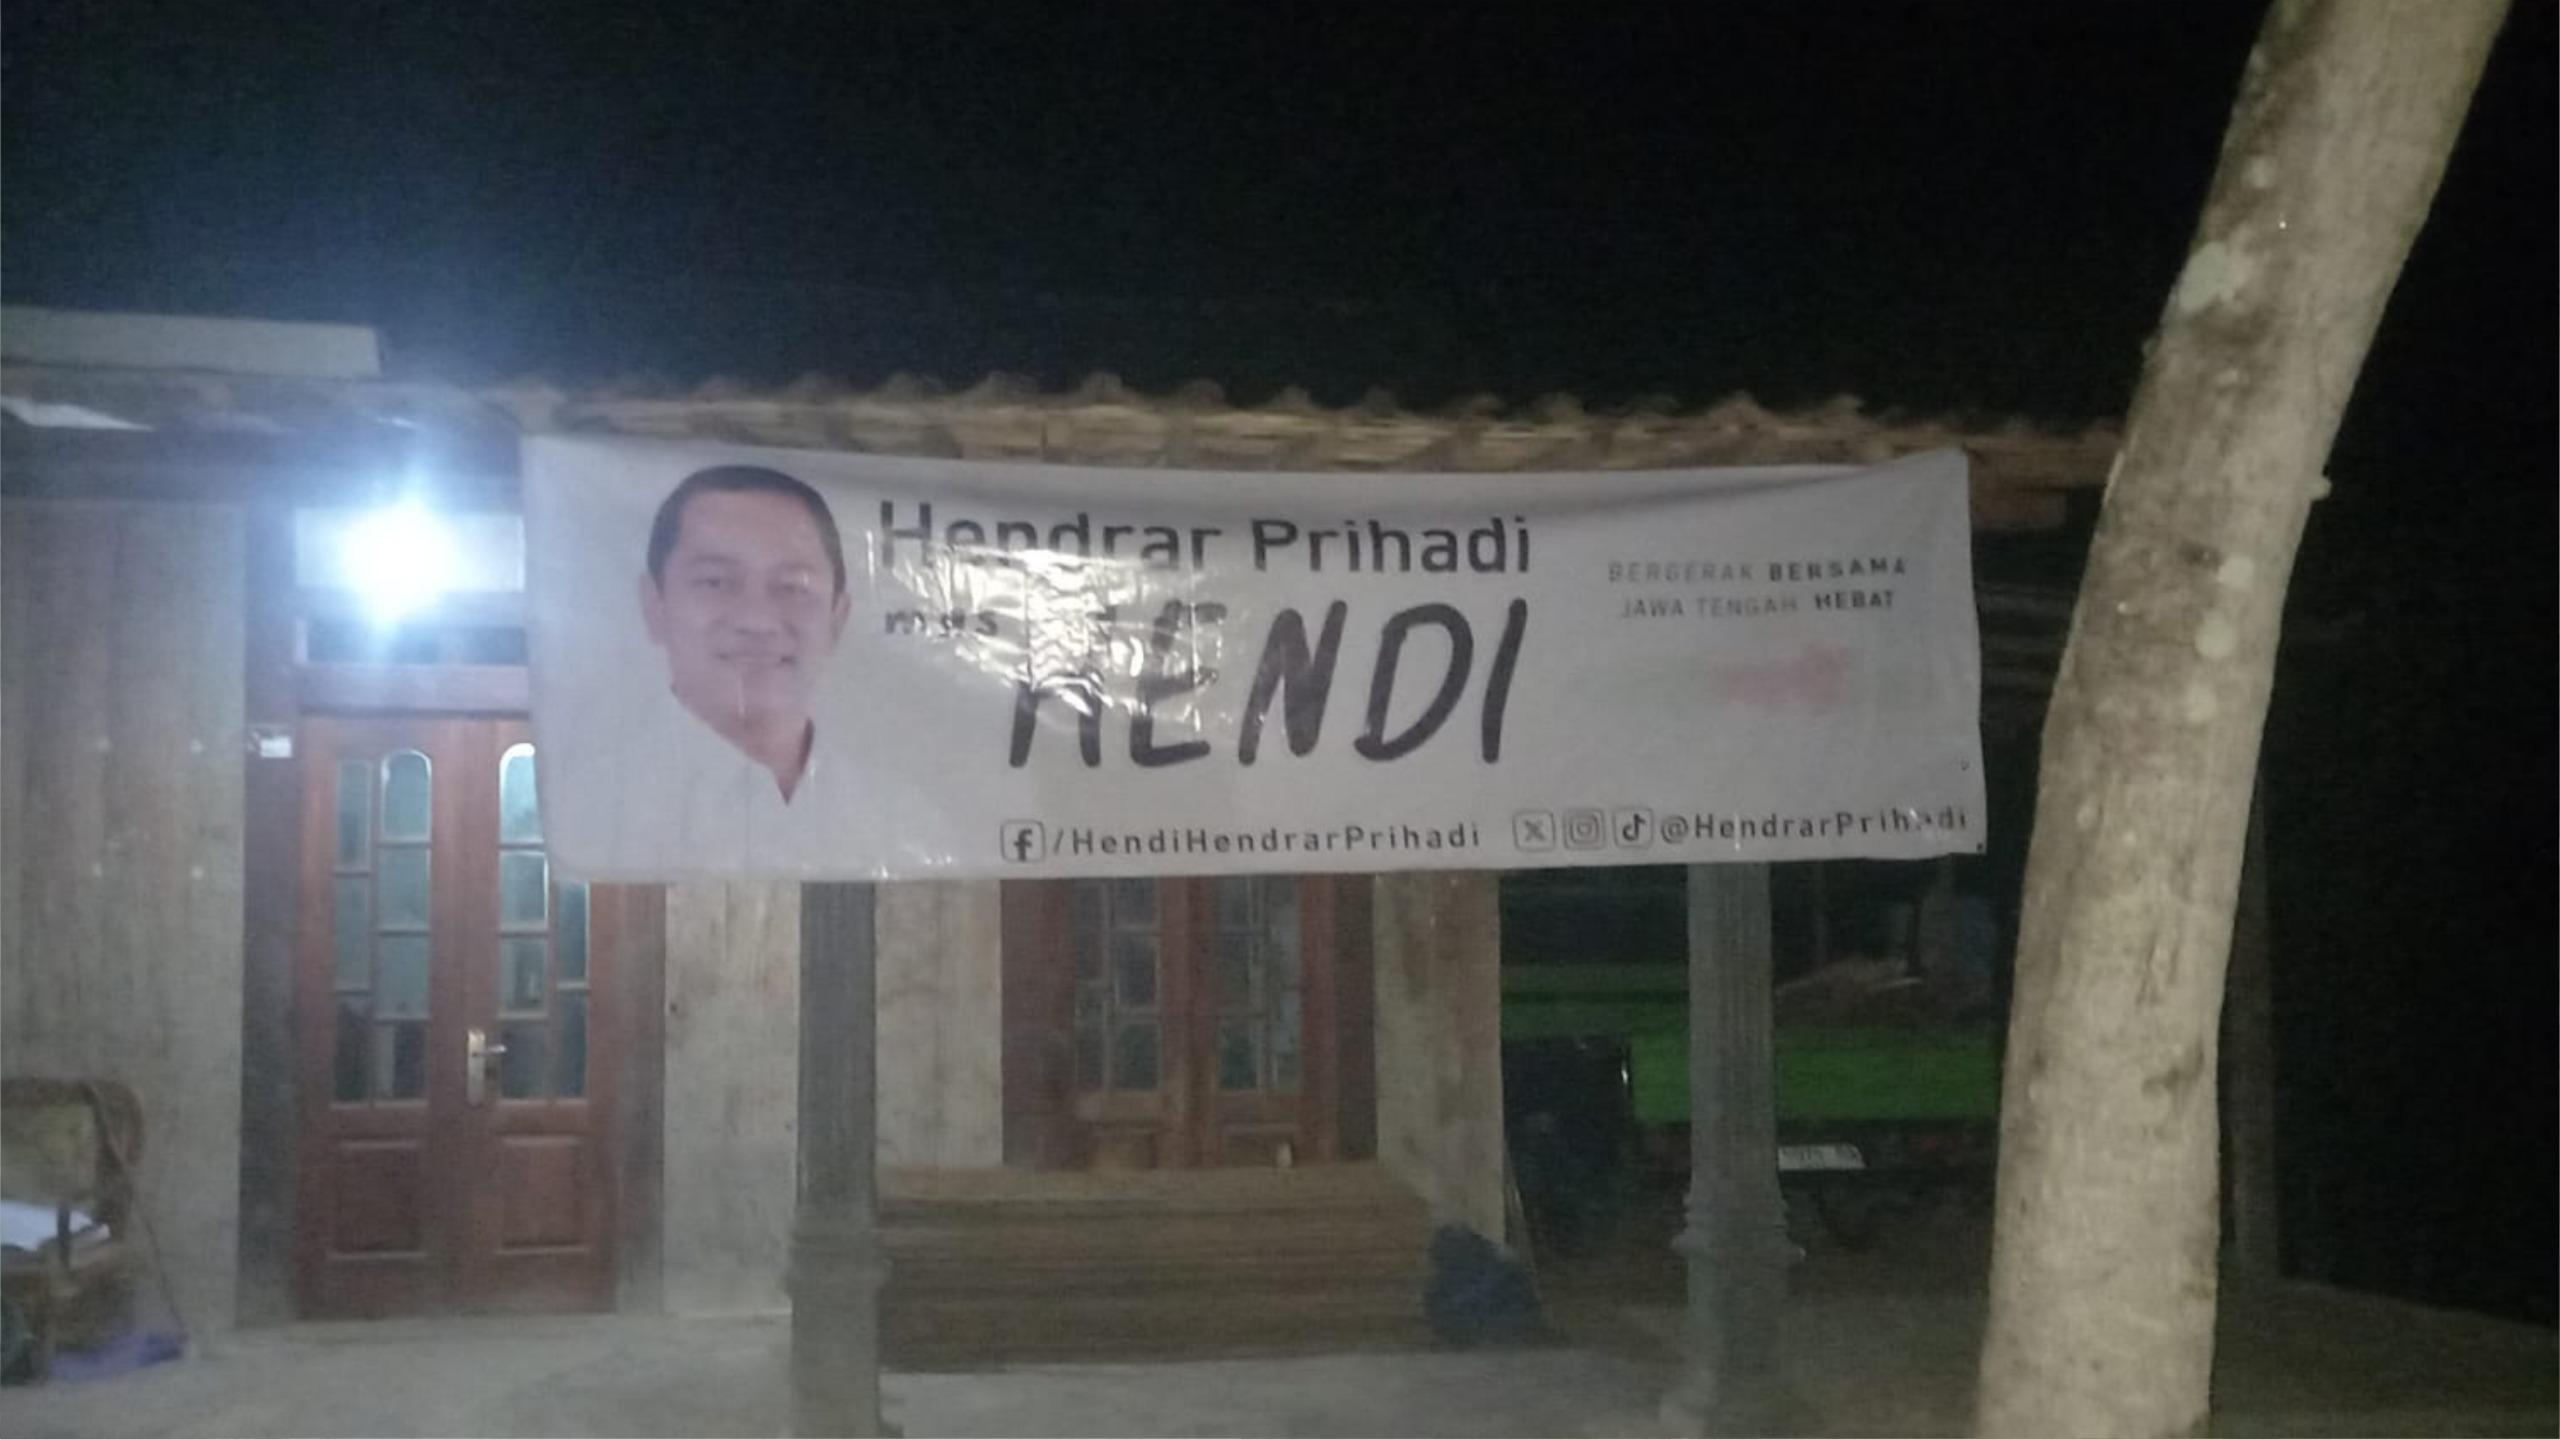 Hendrar Prihadi
mas HENDI
BERGERAK BERSAMA
JAWA TENGAH HEBAT
/HendiHendrarPrihadi @HendrarPrihadi